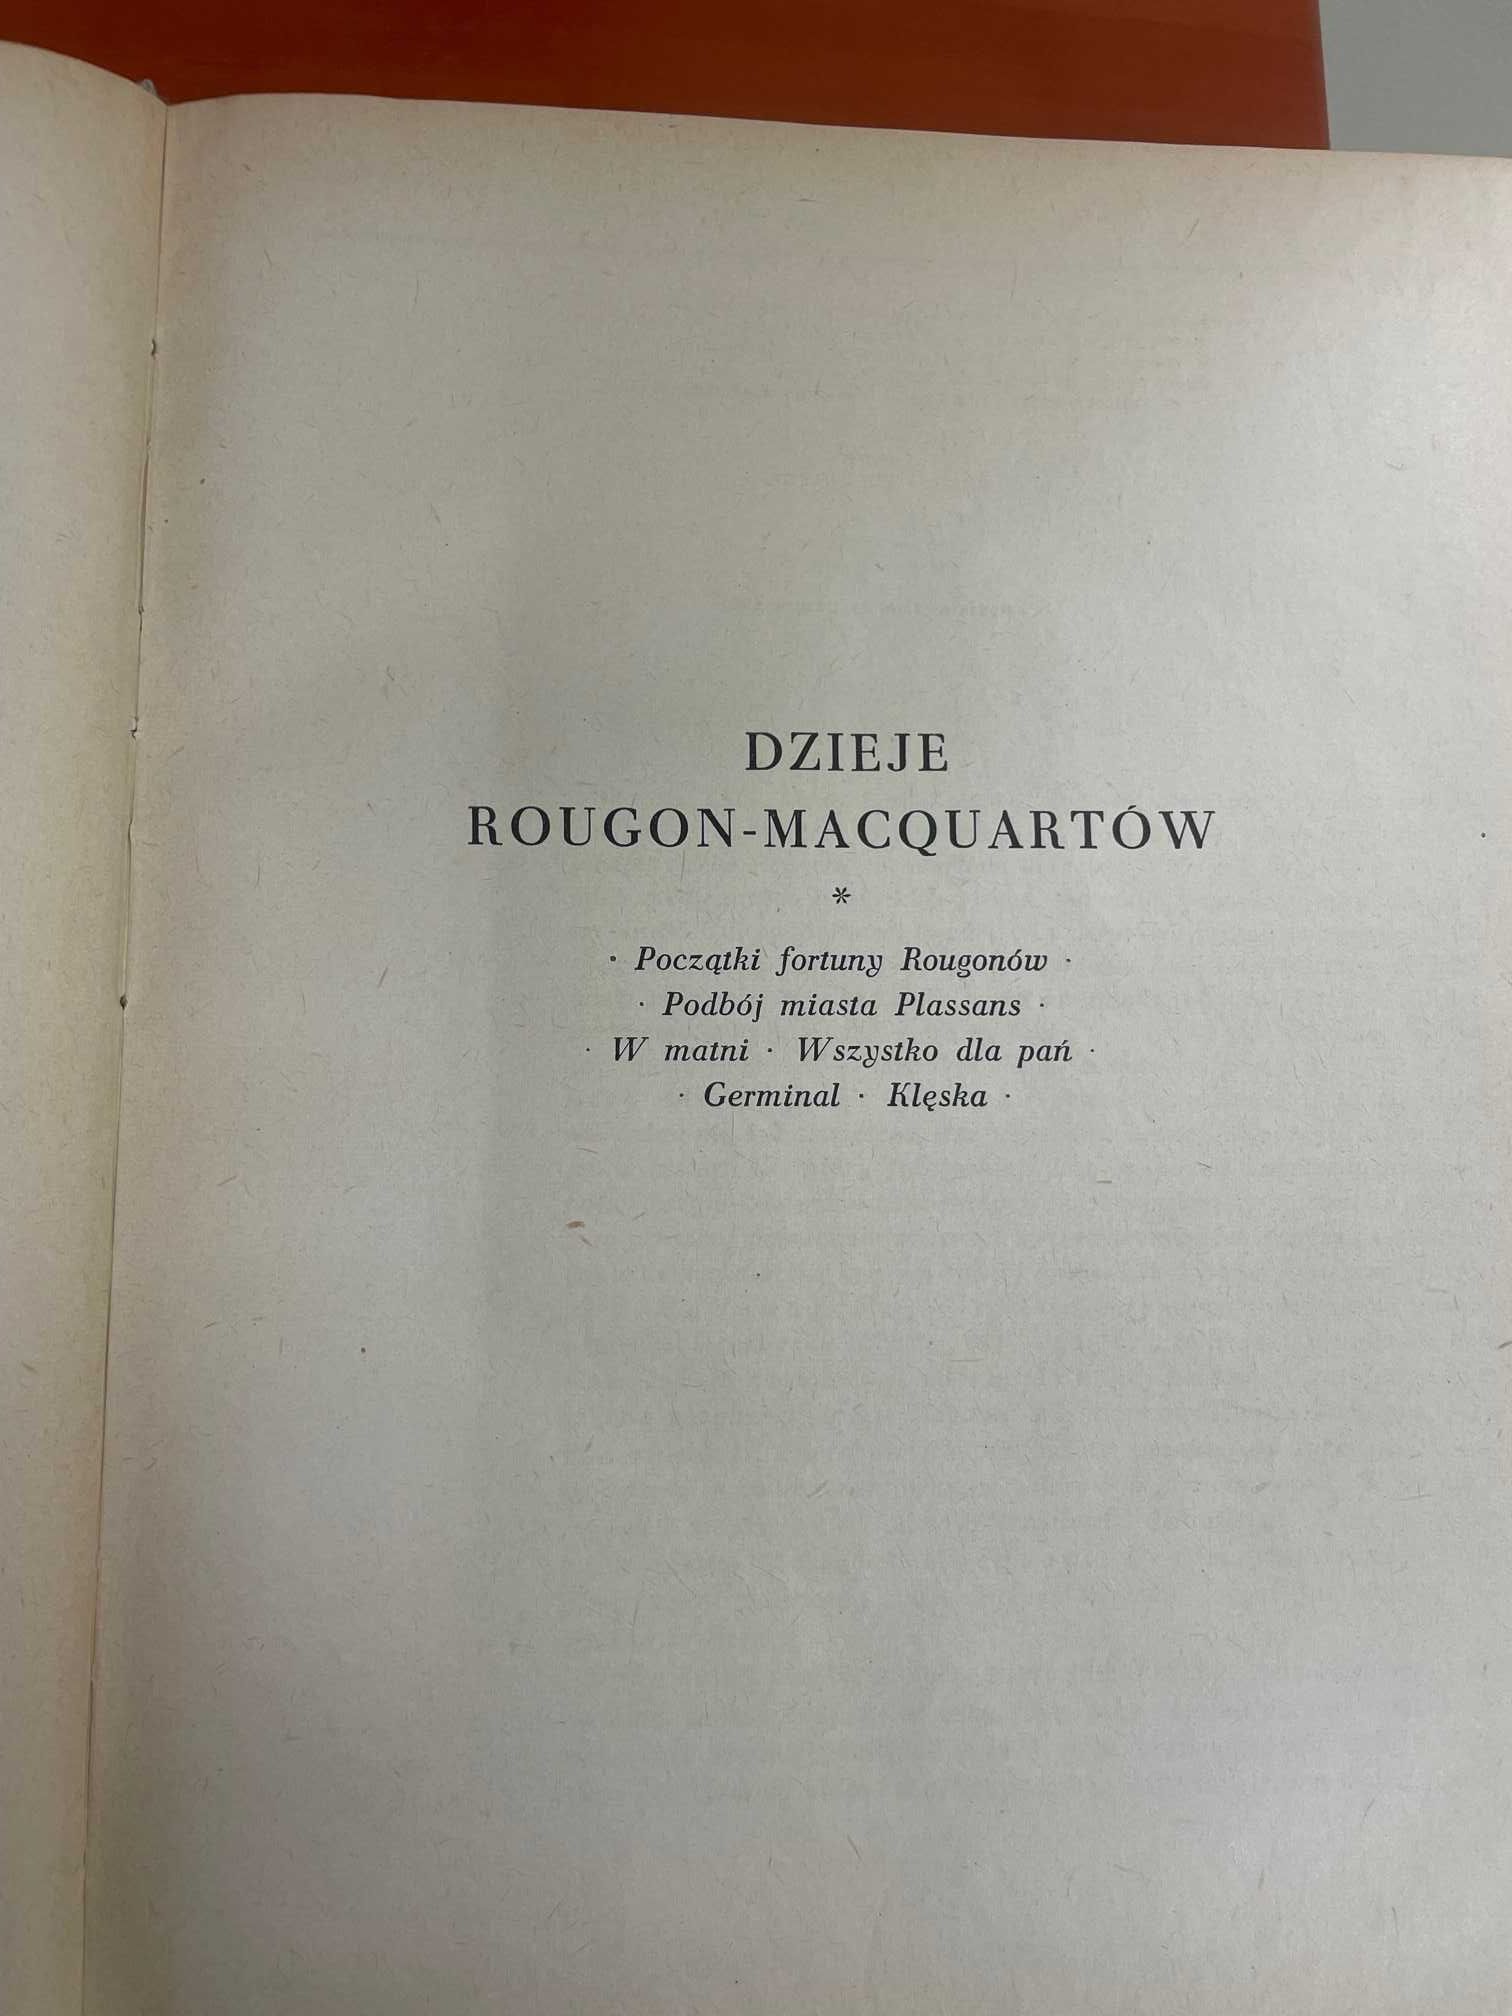 DZIEJE
ROUGON-MACQUARTÓW
*
· Początki fortuny Rougonów ·
· Podbój miasta Plassans ·
· W matni · Wszystko dla pań ·
· Germinal · Klęska ·